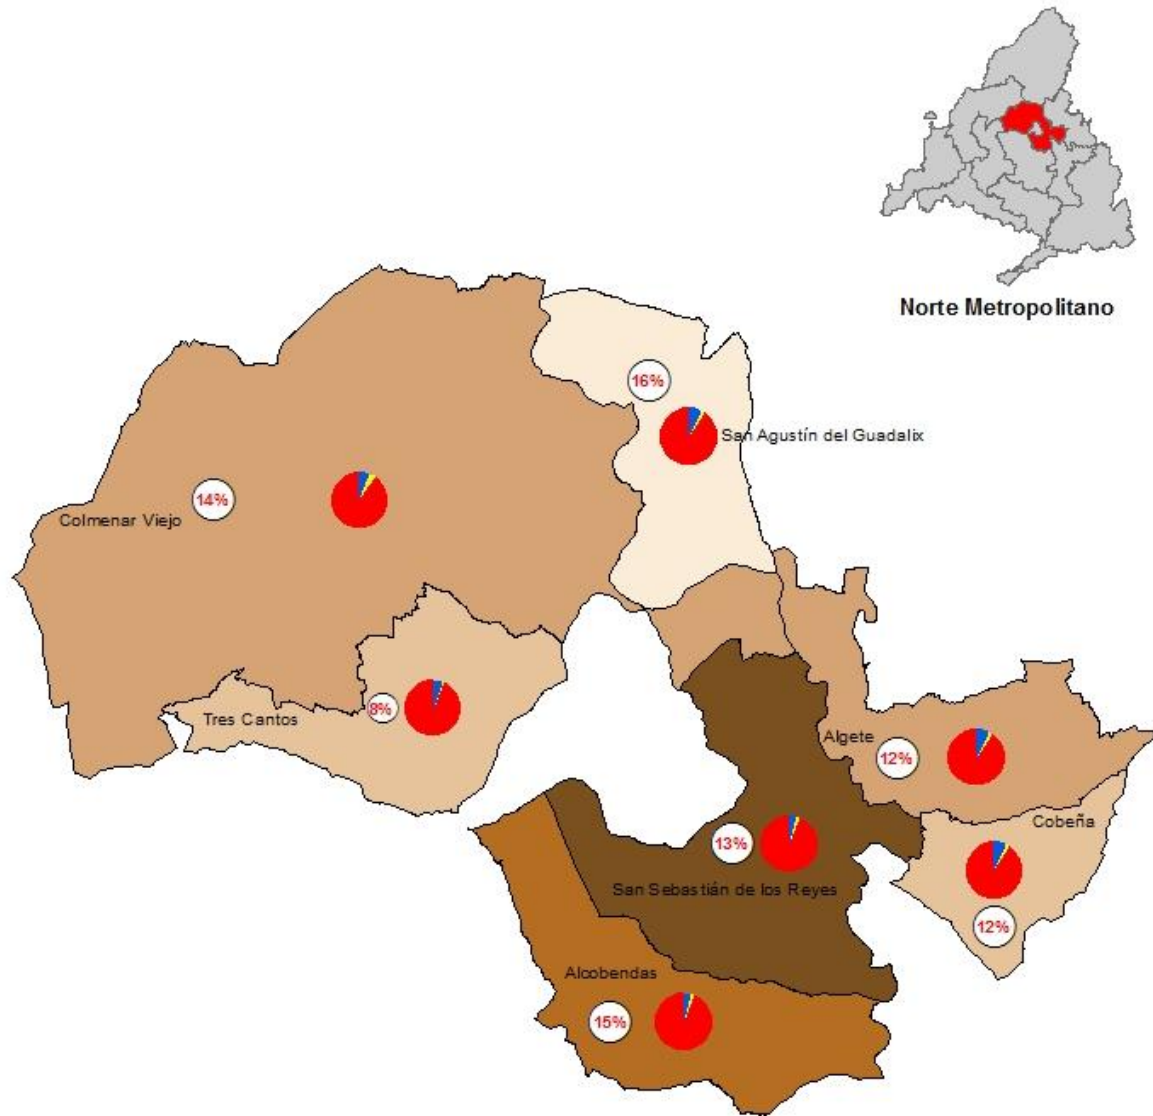 Norte Metropolitano
16%
San Agustín del Guadalix
14%
Colmenar Viejo
8%
Tres Cantos
Algete
12%
Cobeña
13%
12%
San Sebastián de los Reyes
Alcobendas
15%